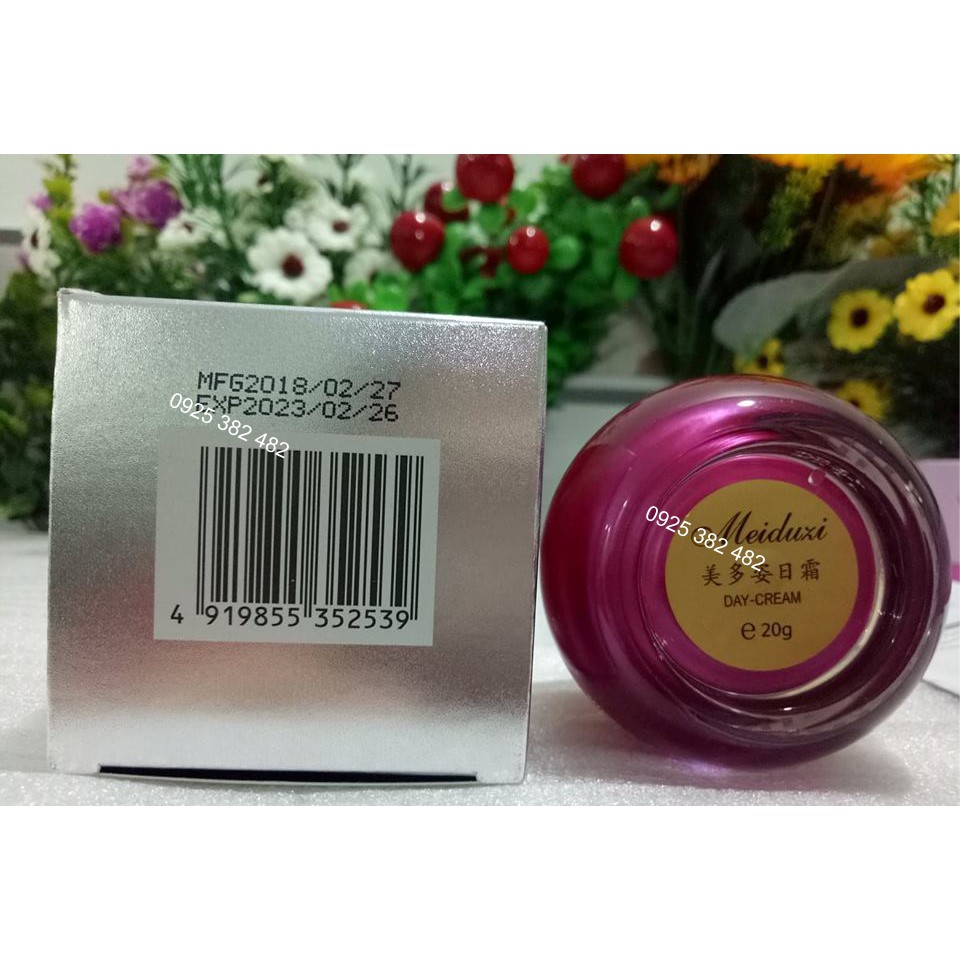 MFG2018/02/27
EXP2023/02/26
0925 382 482
4 919855 352539
Meiduzi
0925 382 482
美多姿日霜
DAY-CREAM
e 20g